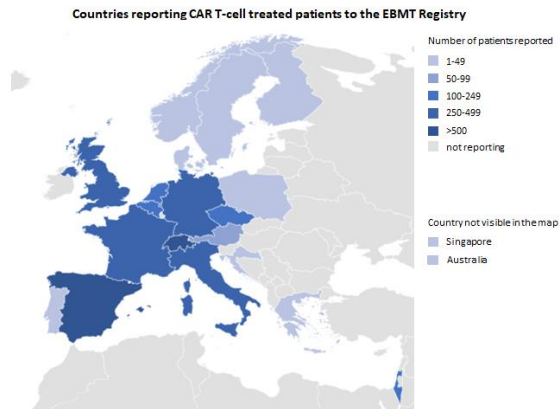 Countries reporting CAR T-cell treated patients to the EBMT Registry
Number of patients reported
1-49
50-99
100-249
250-499
>500
not reporting
Country not visible in the map
Singapore
Australia